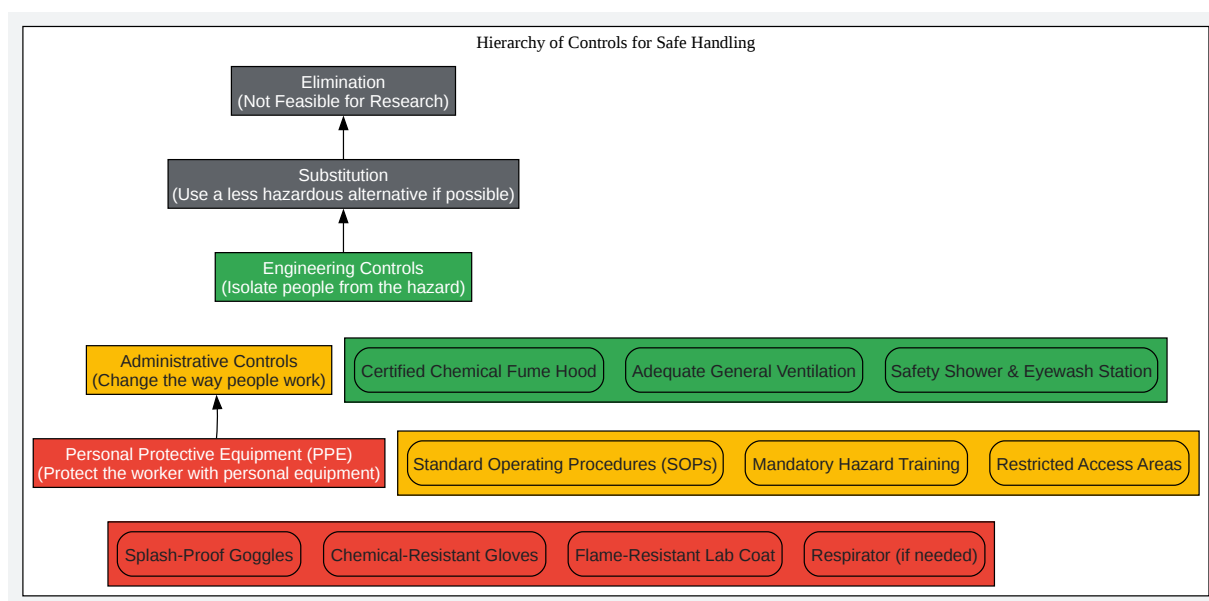 Hierarchy of Controls for Safe Handling
Elimination
(Not Feasible for Research)
Substitution
(Use a less hazardous alternative if possible)
Engineering Controls
(Isolate people from the hazard)
Administrative Controls
(Change the way people work)
Certified Chemical Fume Hood
Adequate General Ventilation
Safety Shower & Eyewash Station
Personal Protective Equipment (PPE)
(Protect the worker with personal equipment)
Standard Operating Procedures (SOPs)
Mandatory Hazard Training
Restricted Access Areas
Splash-Proof Goggles
Chemical-Resistant Gloves
Flame-Resistant Lab Coat
Respirator (if needed)